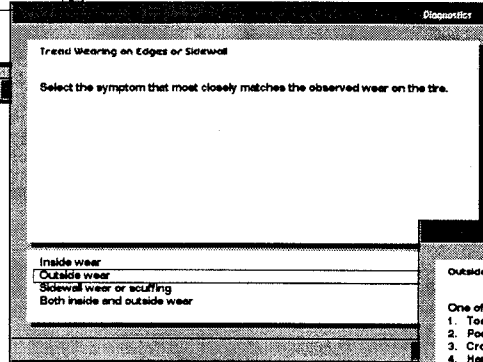 Diagnostics
Tread Wearing on Edges or Sidewall
Select the symptom that most closely matches the observed wear on the tire.
Inside wear
Outside wear
Sidewall wear or scuffing
Both inside and outside wear
Outside
One of
1.
2.
3.
4.